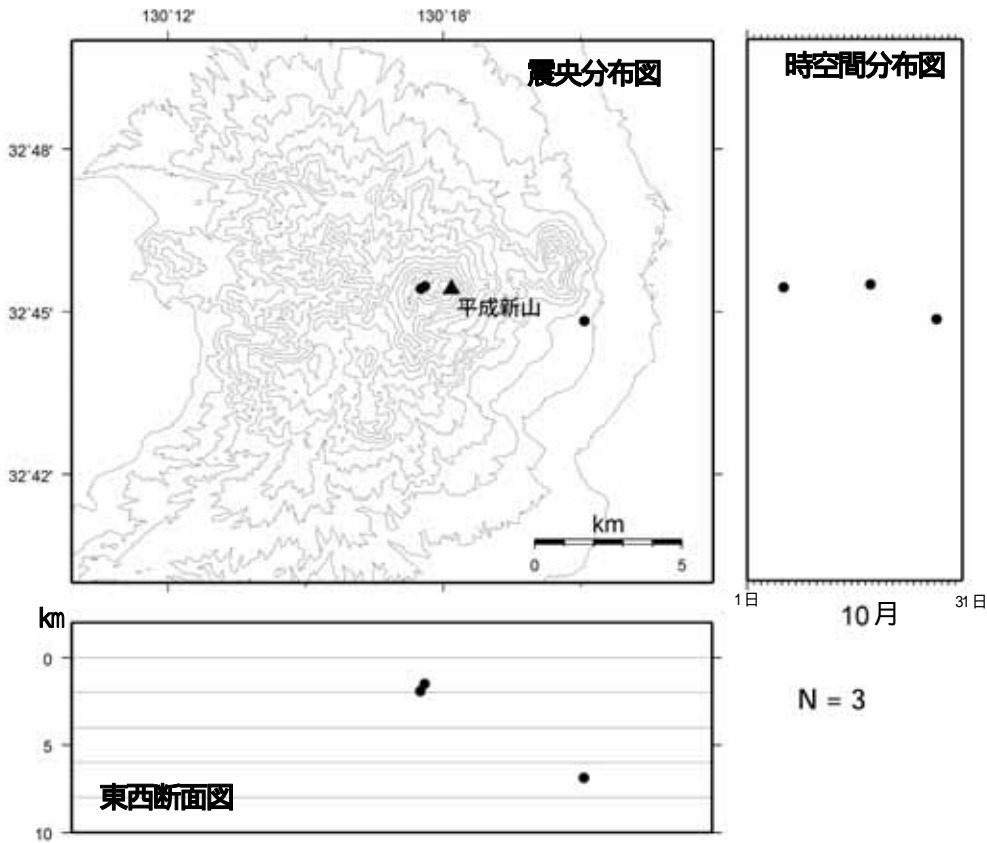 130°12'
130°18'
震央分布図
時空間分布図
32°48'
平成新山
32°45'
32°42'
km
0 5
1日
31日
10月
km
0
5
10
東西断面図
N = 3